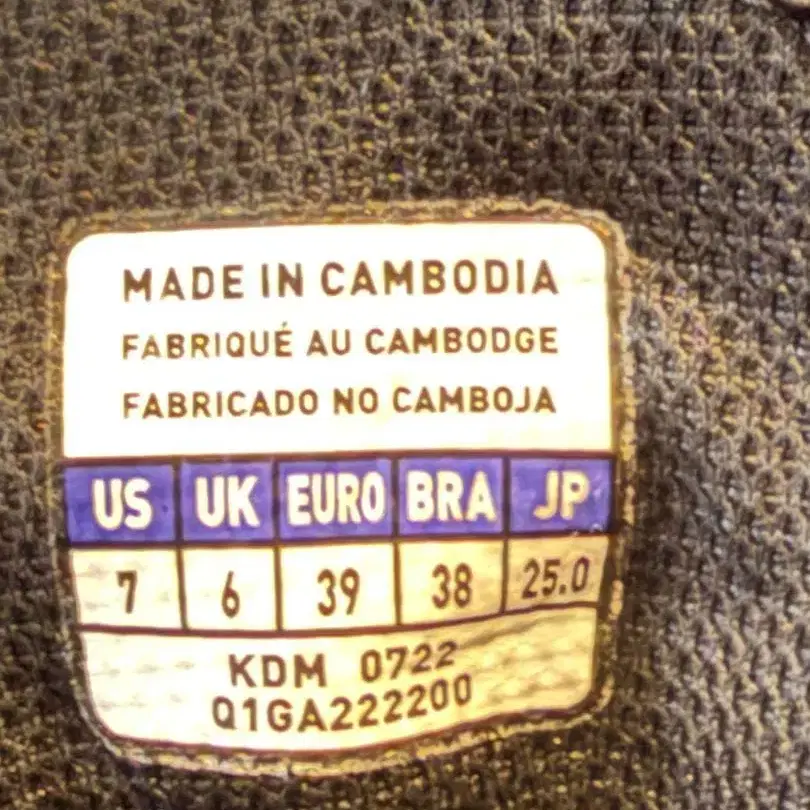 MADE IN CAMBODIA
FABRIQUÉ AU CAMBODGE
FABRICADO NO CAMBOJA
US UK EURO BRA JP
7 6 39 38 25.0
KDM 0722
Q1GA222200